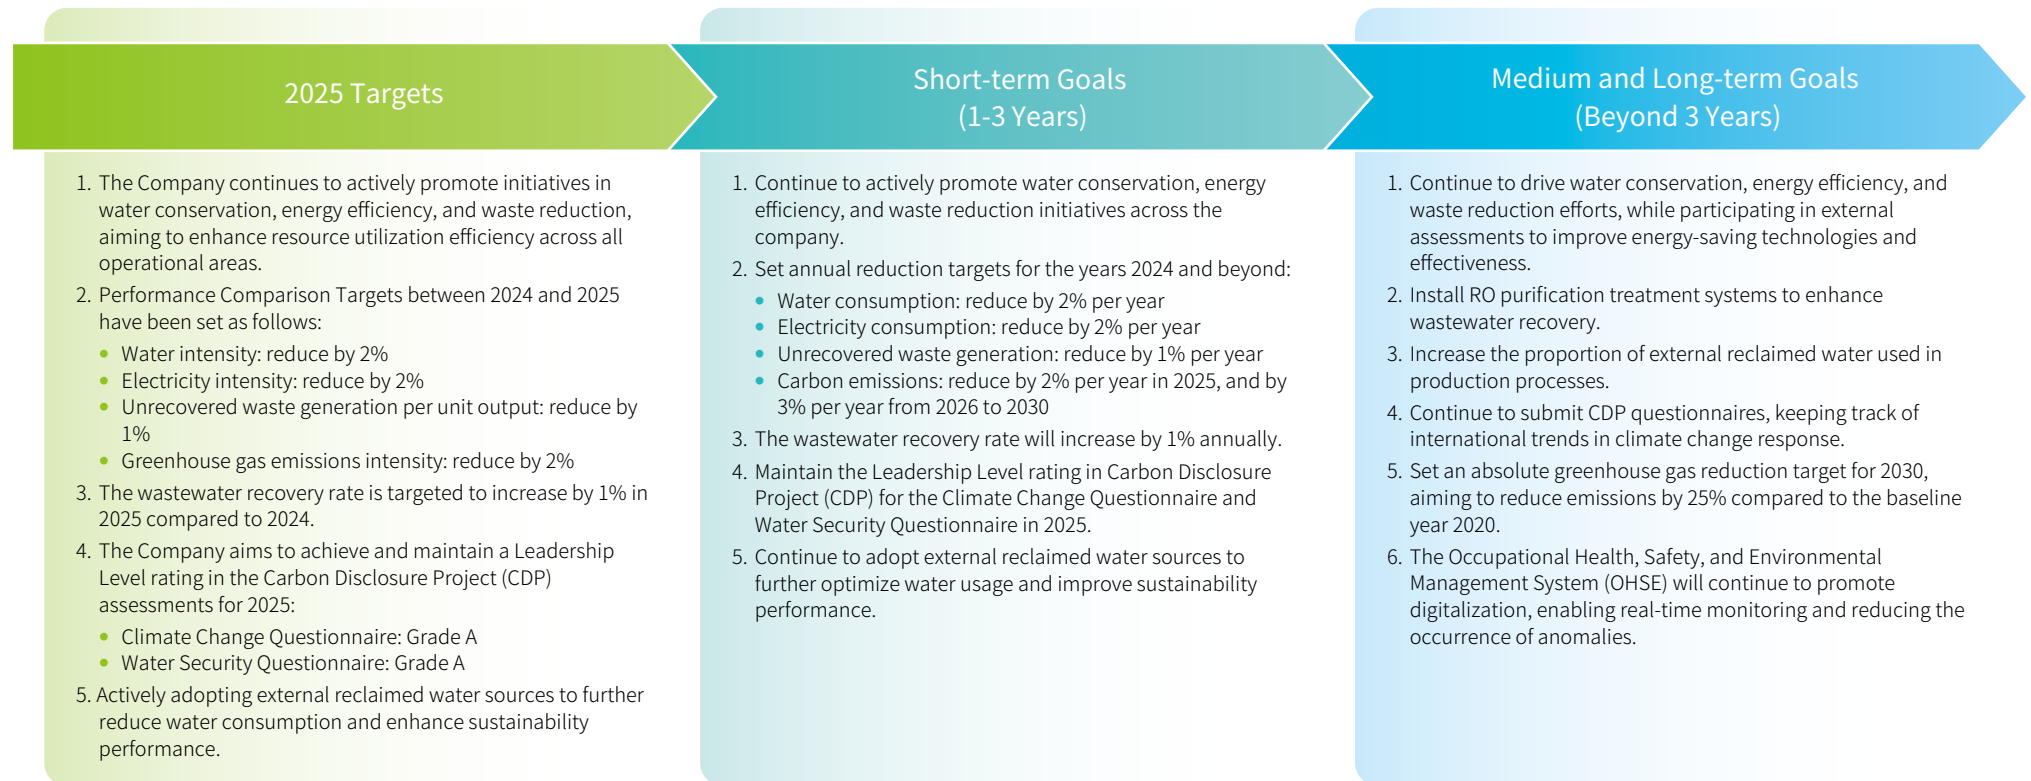 2025 Targets
1. The Company continues to actively promote initiatives in
water conservation, energy efficiency, and waste reduction,
aiming to enhance resource utilization efficiency across all
operational areas.
2. Performance Comparison Targets between 2024 and 2025
have been set as follows:
• Water intensity: reduce by 2%
• Electricity intensity: reduce by 2%
• Unrecovered waste generation per unit output: reduce by
1%
• Greenhouse gas emissions intensity: reduce by 2%
3. The wastewater recovery rate is targeted to increase by 1% in
2025 compared to 2024.
4. The Company aims to achieve and maintain a Leadership
Level rating in the Carbon Disclosure Project (CDP)
assessments for 2025:
• Climate Change Questionnaire: Grade A
• Water Security Questionnaire: Grade A
5. Actively adopting external reclaimed water sources to further
reduce water consumption and enhance sustainability
performance.
Short-term Goals
(1-3 Years)
1. Continue to actively promote water conservation, energy
efficiency, and waste reduction initiatives across the
company.
2. Set annual reduction targets for the years 2024 and beyond:
• Water consumption: reduce by 2% per year
• Electricity consumption: reduce by 2% per year
• Unrecovered waste generation: reduce by 1% per year
• Carbon emissions: reduce by 2% per year in 2025, and by
3% per year from 2026 to 2030
3. The wastewater recovery rate will increase by 1% annually.
4. Maintain the Leadership Level rating in Carbon Disclosure
Project (CDP) for the Climate Change Questionnaire and
Water Security Questionnaire in 2025.
5. Continue to adopt external reclaimed water sources to
further optimize water usage and improve sustainability
performance.
Medium and Long-term Goals
(Beyond 3 Years)
1. Continue to drive water conservation, energy efficiency, and
waste reduction efforts, while participating in external
assessments to improve energy-saving technologies and
effectiveness.
2. Install RO purification treatment systems to enhance
wastewater recovery.
3. Increase the proportion of external reclaimed water used in
production processes.
4. Continue to submit CDP questionnaires, keeping track of
international trends in climate change response.
5. Set an absolute greenhouse gas reduction target for 2030,
aiming to reduce emissions by 25% compared to the baseline
year 2020.
6. The Occupational Health, Safety, and Environmental
Management System (OHSE) will continue to promote
digitalization, enabling real-time monitoring and reducing the
occurrence of anomalies.